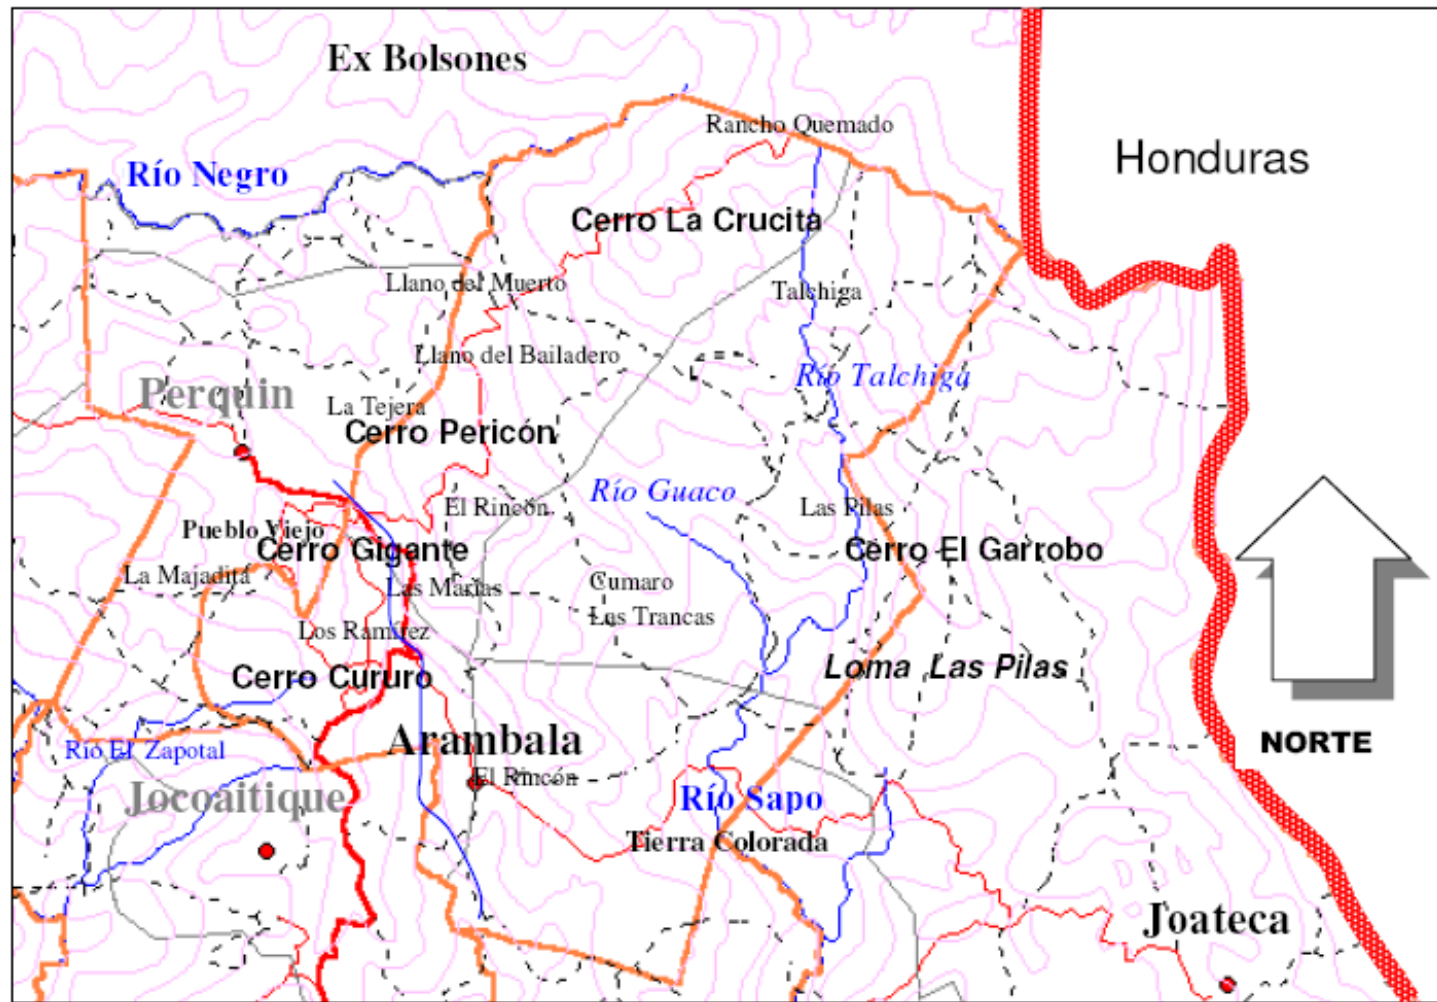 Ex Bolsones
Rancho Quemado
Honduras
Río Negro
Cerro La Crucita
Llano del Muerto
Talchiga
Llano del Bailadero
Río Talchiga
Perquin
La Tejera
Cerro Pericón
Río Guaco
El Rincón
Las Pilas
Pueblo Viejo
Cerro Gigante
Cerro El Garrobo
La Majadita
Las Marías
Cumaro
Las Trancas
Los Ramírez
Cerro Cururo
Loma Las Pilas
Río El Zapotal
Arambala
NORTE
El Rincón
Jocoaitique
Río Sapo
Tierra Colorada
Joateca